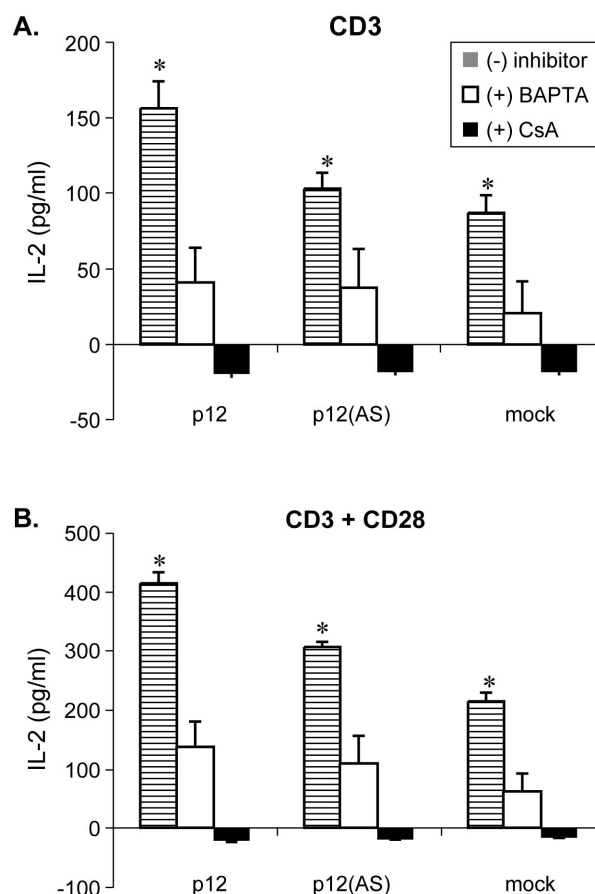 A.
CD3
200
150
100
50
0
-50
IL-2 (pg/ml)
(-) inhibitor
(+) BAPTA
(+) CsA
*
*
*
p12
p12(AS)
mock
B.
CD3 + CD28
500
400
300
200
100
0
-100
IL-2 (pg/ml)
*
*
*
p12
p12(AS)
mock